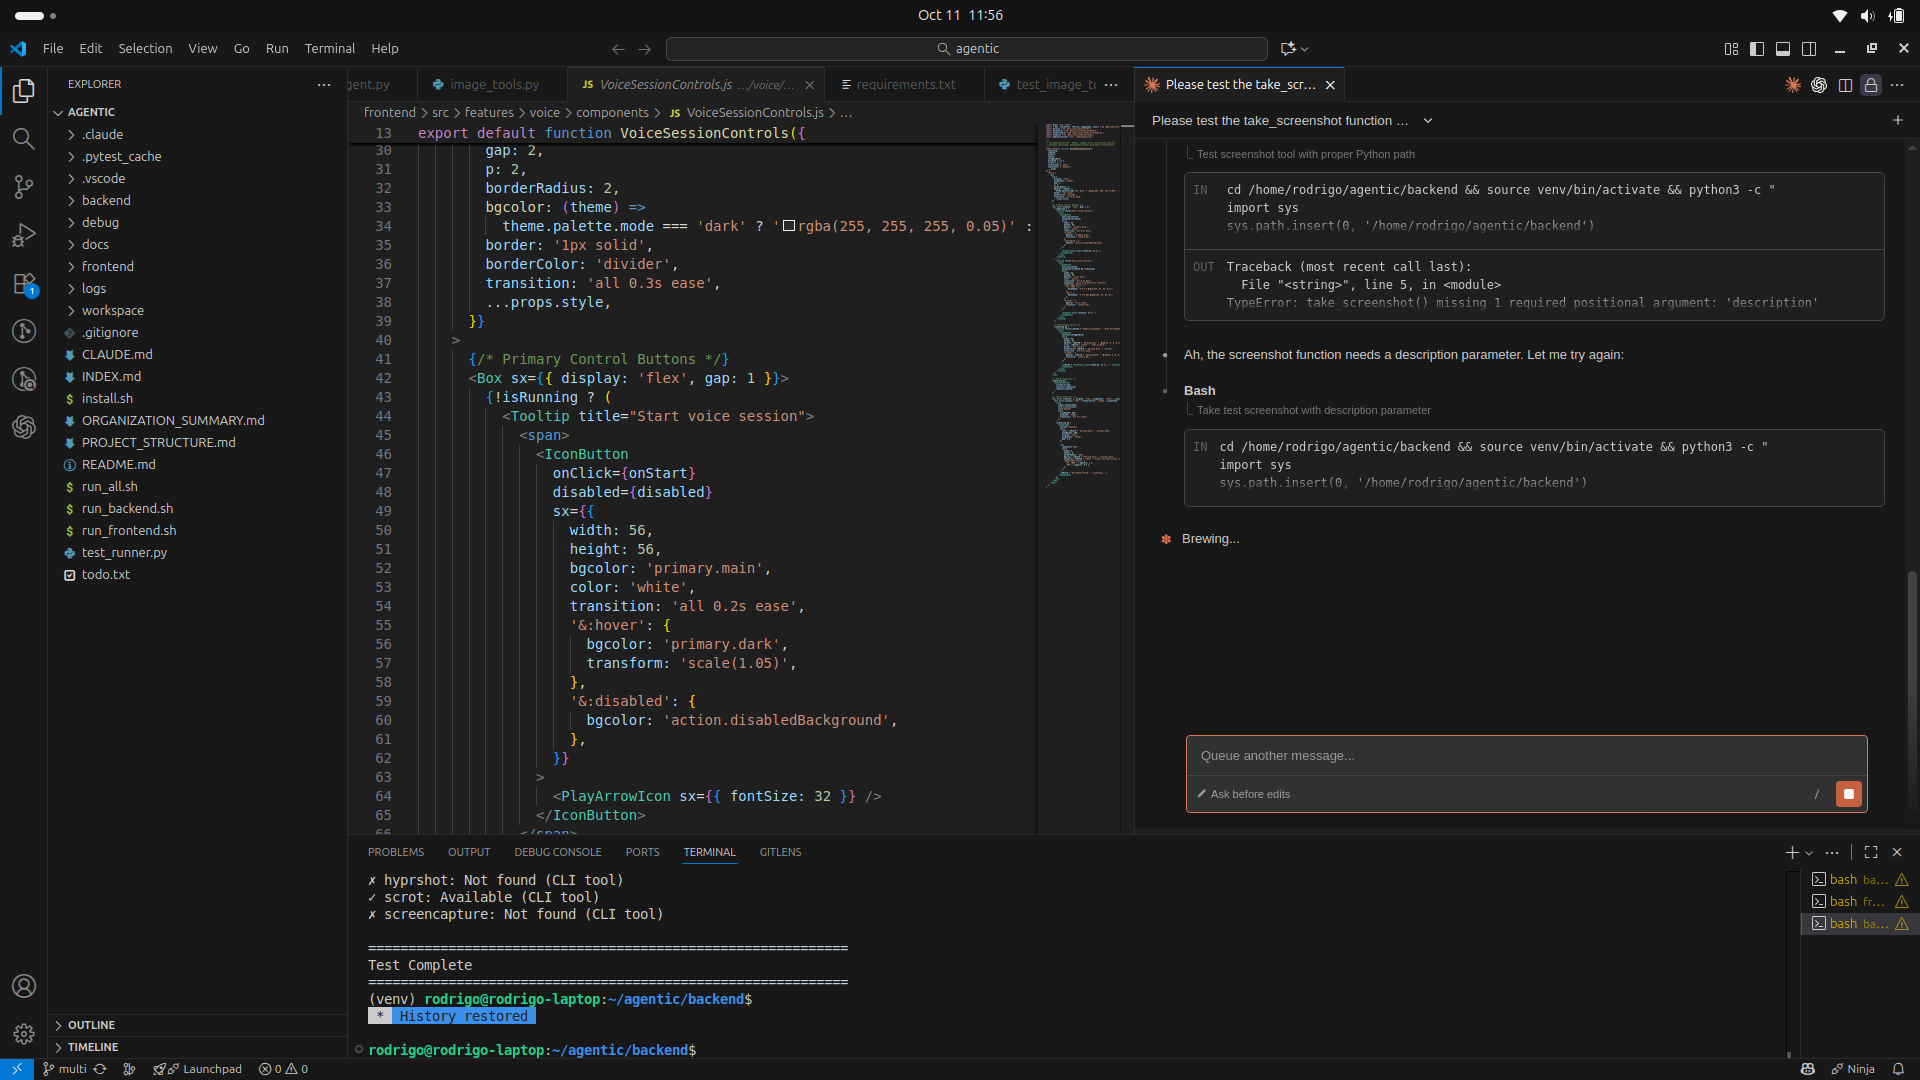 Oct 11 11:56
File Edit Selection View Go Run Terminal Help
agentic
EXPLORER
AGENTIC
.claude
.pytest_cache
.vscode
backend
debug
docs
frontend
logs
workspace
.gitignore
CLAUDE.md
INDEX.md
install.sh
ORGANIZATION_SUMMARY.md
PROJECT_STRUCTURE.md
README.md
run_all.sh
run_backend.sh
run_frontend.sh
test_runner.py
todo.txt
OUTLINE
TIMELINE
gent.py image_tools.py JS VoiceSessionControls.js .../voice/... requirements.txt test_image_to
frontend > src > features > voice > components > JS VoiceSessionControls.js > ...
13 export default function VoiceSessionControls({
30 gap: 2,
31 p: 2,
32 borderRadius: 2,
33 bgcolor: (theme) =>
34 theme.palette.mode === 'dark' ? 'rgba(255, 255, 255, 0.05)' :
35 border: '1px solid',
36 borderColor: 'divider',
37 transition: 'all 0.3s ease',
38 ...props.style,
39 }}
40 >
41 {/* Primary Control Buttons */}
42 <Box sx={{ display: 'flex', gap: 1 }}>
43 {!isRunning ? (
44 <Tooltip title="Start voice session">
45 <span>
46 <IconButton
47 onClick={onStart}
48 disabled={disabled}
49 sx={{
50 width: 56,
51 height: 56,
52 bgcolor: 'primary.main',
53 color: 'white',
54 transition: 'all 0.2s ease',
55 '&:hover': {
56 bgcolor: 'primary.dark',
57 transform: 'scale(1.05)',
58 },
59 '&:disabled': {
60 bgcolor: 'action.disabledBackground',
61 },
62 }}
63 >
64 <PlayArrowIcon sx={{ fontSize: 32 }} />
65 </IconButton>
66 </span>
Please test the take_scr...
Please test the take_screenshot function ...
Test screenshot tool with proper Python path
IN cd /home/rodrigo/agentic/backend && source venv/bin/activate && python3 -c "
import sys
sys.path.insert(0, '/home/rodrigo/agentic/backend')
OUT Traceback (most recent call last):
File "<string>", line 5, in <module>
TypeError: take_screenshot() missing 1 required positional argument: 'description'
Ah, the screenshot function needs a description parameter. Let me try again:
Bash
Take test screenshot with description parameter
IN cd /home/rodrigo/agentic/backend && source venv/bin/activate && python3 -c "
import sys
sys.path.insert(0, '/home/rodrigo/agentic/backend')
Brewing...
Queue another message...
Ask before edits /
PROBLEMS OUTPUT DEBUG CONSOLE PORTS TERMINAL GITLENS
✗ hyprshot: Not found (CLI tool)
✓ scrot: Available (CLI tool)
✗ screencapture: Not found (CLI tool)
============================================================
Test Complete
============================================================
(venv) rodrigo@rodrigo-laptop:~/agentic/backend$
* History restored
rodrigo@rodrigo-laptop:~/agentic/backend$
bash ba...
bash fr...
bash ba...
1
multi Launchpad 0 0 Ninja